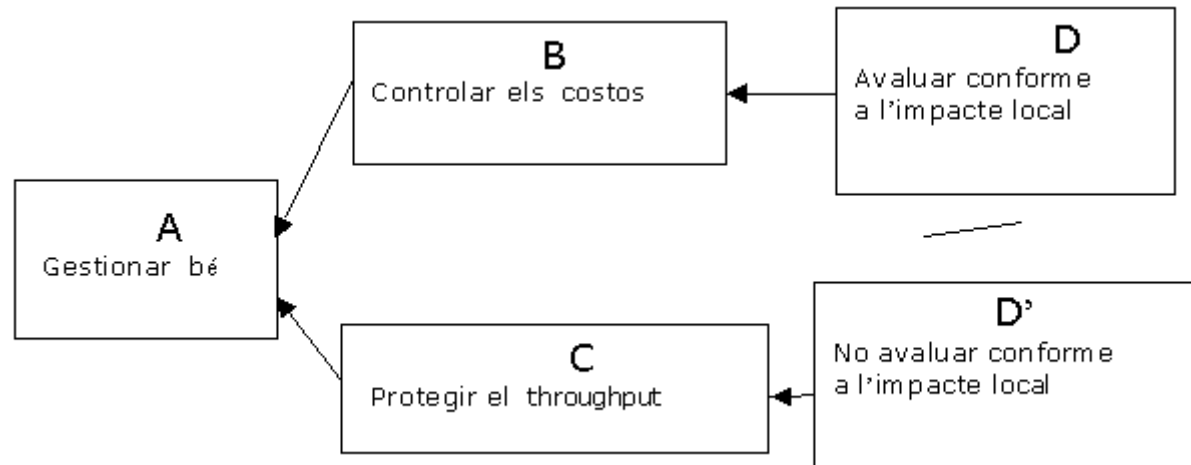 B
Controlar els costos
D
Avaluar conforme
a l'impacte local
A
Gestionar bé
C
Protegir el throughput
D’
No avaluar conforme
a l'impacte local